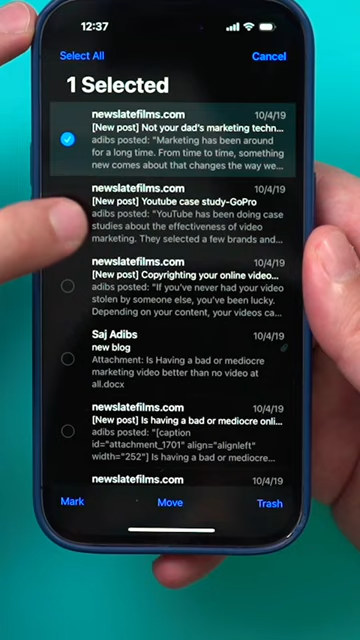 12:37
Select All
Cancel
1 Selected
newslatefilms.com 10/4/19
[New post] Not your dad's marketing techn...
adibs posted: "Marketing has been around
for a long time. From time to time, something
new comes about that changes the way we...
newslatefilms.com 10/4/19
[New post] Youtube case study-GoPro
adibs posted: "YouTube has been doing case
studies about the effectiveness of video
marketing. They selected a few brands and...
newslatefilms.com 10/4/19
[New post] Copyrighting your online video...
adibs posted: "If you've never had your video
stolen by someone else, you've been lucky.
Depending on your content, your videos ca...
Saj Adibs 10/4/19
new blog
Attachment: Is Having a bad or mediocre
marketing video better than no video at
all.docx
newslatefilms.com 10/4/19
[New post] Is having a bad or mediocre onli...
adibs posted: "[caption
id="attachment_1701" align="alignleft"
width="252"] Is having a bad or mediocre...
newslatefilms.com 10/4/19
Mark
Move
Trash